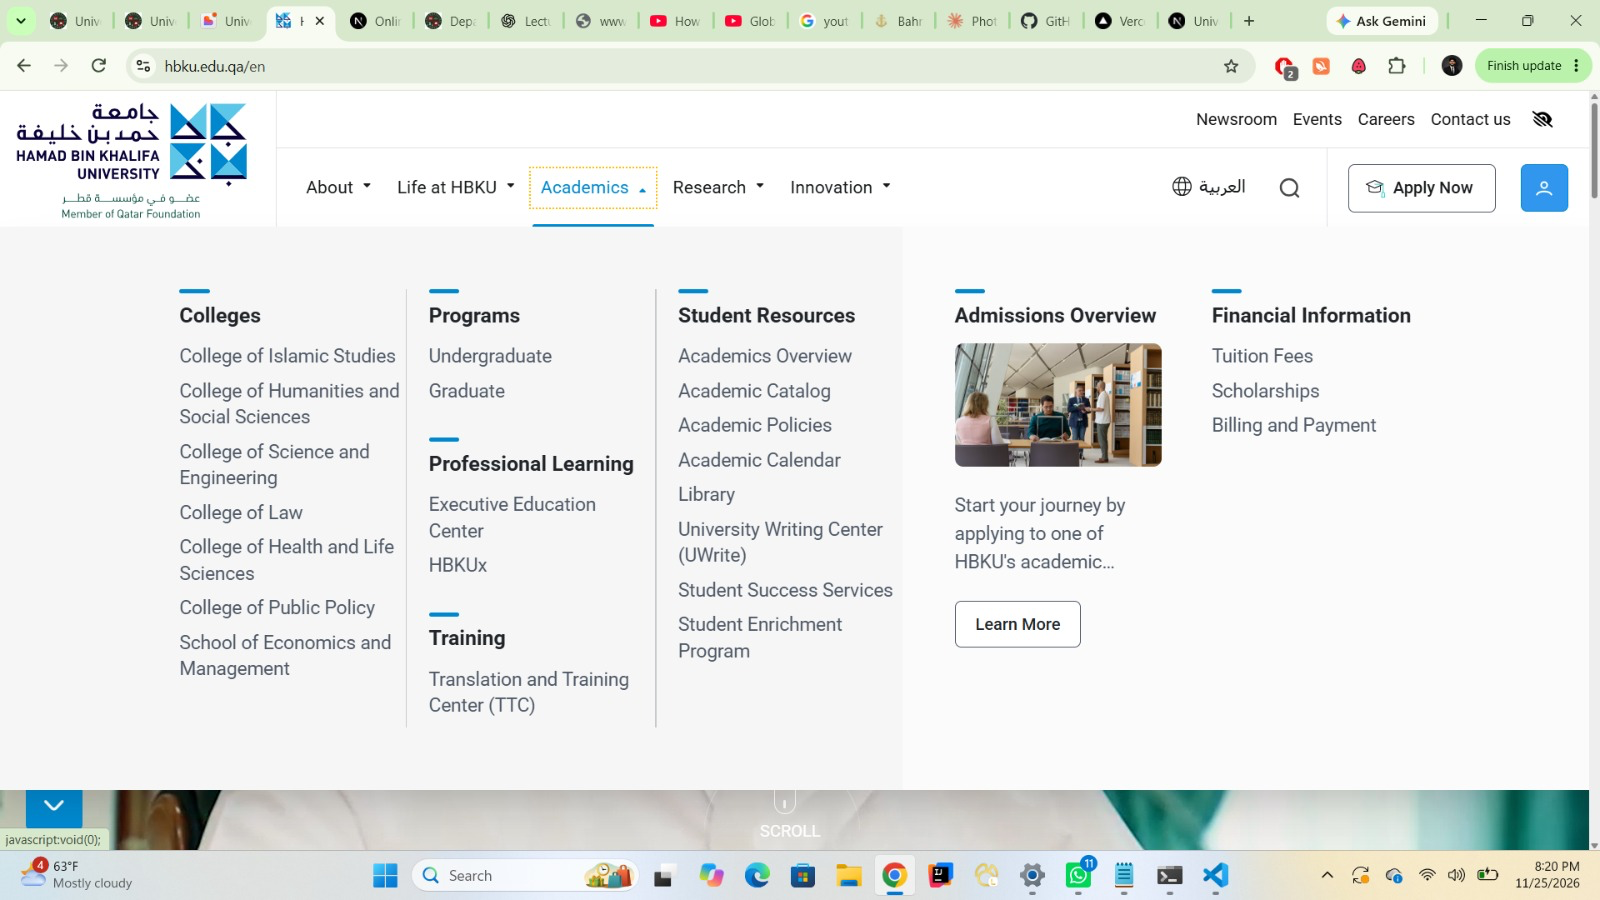 Univ
Univ
Univ
H
Onlin
Depa
Lectu
www
How
Glob
yout
Bahr
Phot
GitH
Verce
Univ
Ask Gemini
hbku.edu.qa/en
2
Finish update
جامعة
حمد بن خليفة
HAMAD BIN KHALIFA
UNIVERSITY
عضو في مؤسسة قطر
Member of Qatar Foundation
Newsroom
Events
Careers
Contact us
About
Life at HBKU
Academics
Research
Innovation
العربية
Apply Now
Colleges
College of Islamic Studies
College of Humanities and
Social Sciences
College of Science and
Engineering
College of Law
College of Health and Life
Sciences
College of Public Policy
School of Economics and
Management
Programs
Undergraduate
Graduate
Professional Learning
Executive Education
Center
HBKUx
Training
Translation and Training
Center (TTC)
Student Resources
Academics Overview
Academic Catalog
Academic Policies
Academic Calendar
Library
University Writing Center
(UWrite)
Student Success Services
Student Enrichment
Program
Admissions Overview
Start your journey by
applying to one of
HBKU's academic...
Learn More
Financial Information
Tuition Fees
Scholarships
Billing and Payment
SCROLL
javascript:void(0);
4
63°F
Mostly cloudy
Search
11
8:20 PM
11/25/2026